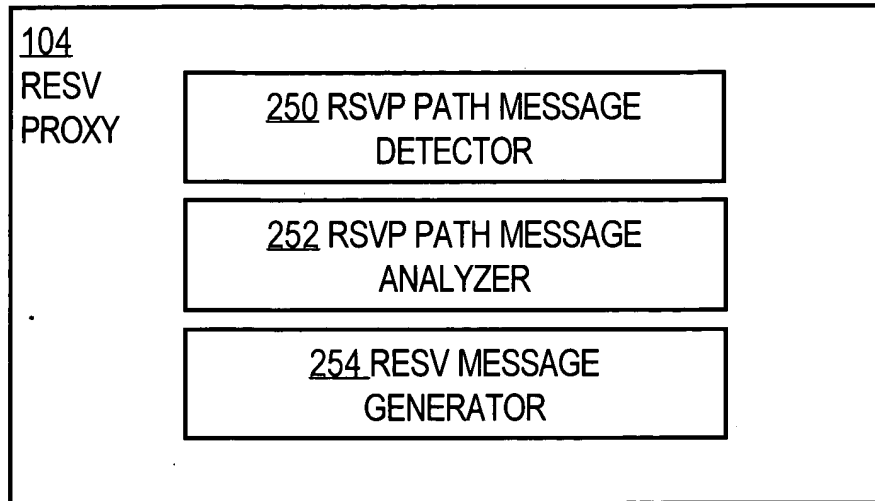 104
RESV
PROXY
250 RSVP PATH MESSAGE
DETECTOR
252 RSVP PATH MESSAGE
ANALYZER
254 RESV MESSAGE
GENERATOR